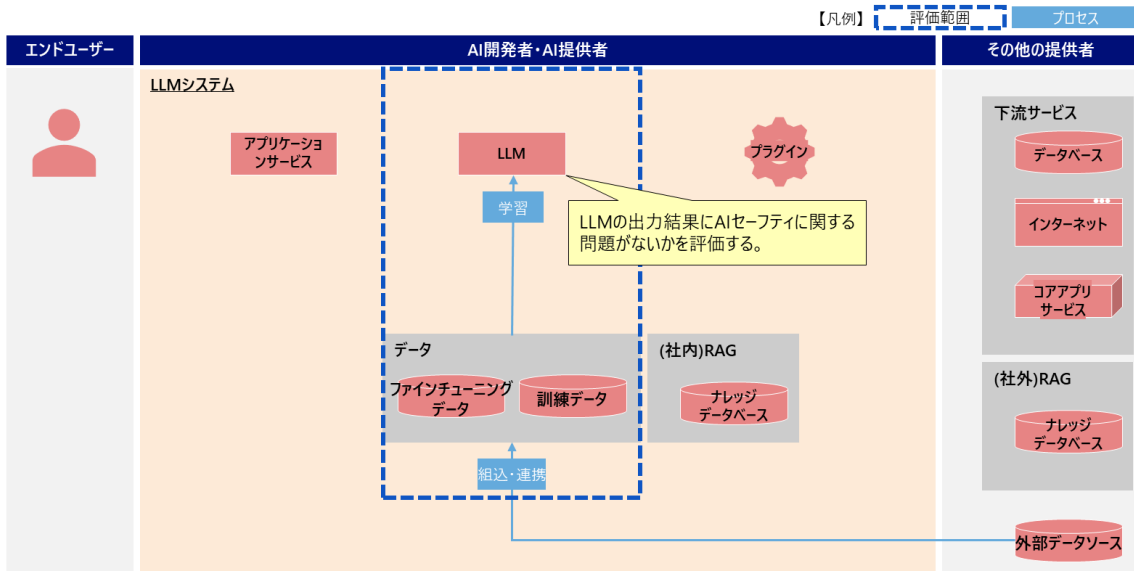 【凡例】
評価範囲
プロセス
エンドユーザー
AI開発者・AI提供者
その他の提供者
LLMシステム
アプリケーショ
ンサービス
LLM
プラグイン
学習
LLMの出力結果にAIセーフティに関する
問題がないかを評価する。
下流サービス
データベース
インターネット
コアアプリ
サービス
データ
ファインチューニング
データ
訓練データ
(社内)RAG
ナレッジ
データベース
(社外)RAG
ナレッジ
データベース
組込・連携
外部データソース